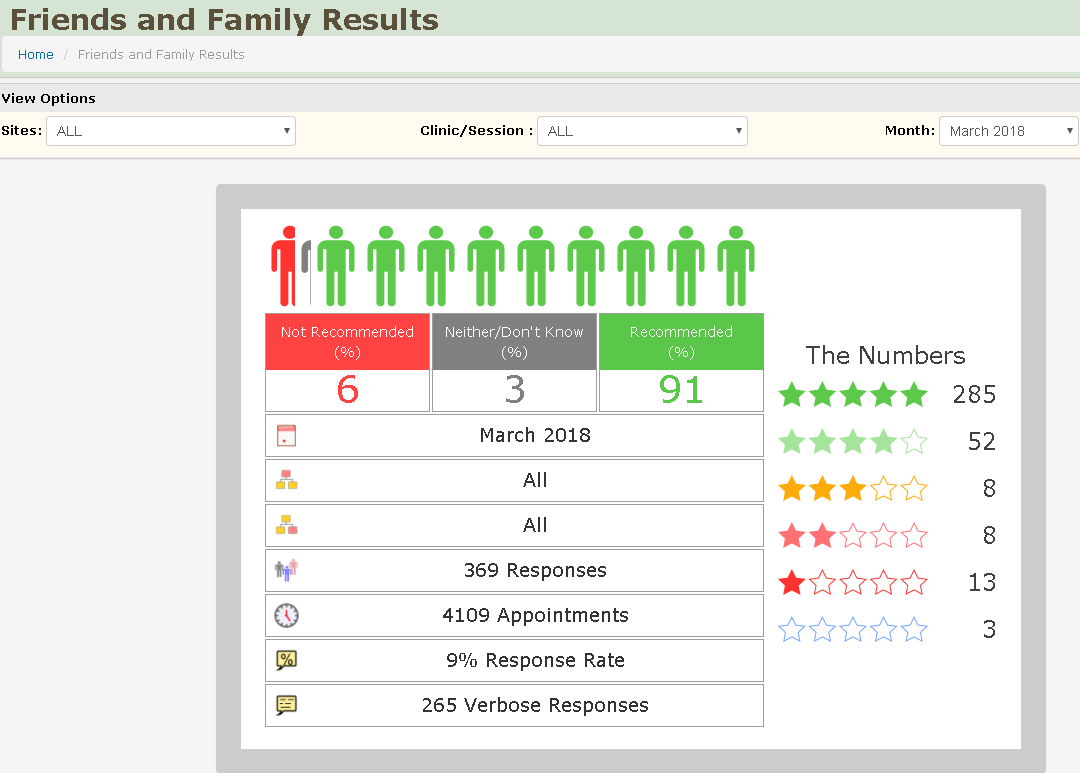 Friends and Family Results
Home / Friends and Family Results
View Options
Sites: ALL Clinic/Session : ALL Month: March 2018
Not Recommended (%)
Neither/Don't Know (%)
Recommended (%)
6 3 91
March 2018
All
All
369 Responses
4109 Appointments
9% Response Rate
265 Verbose Responses
The Numbers
285
52
8
8
13
3